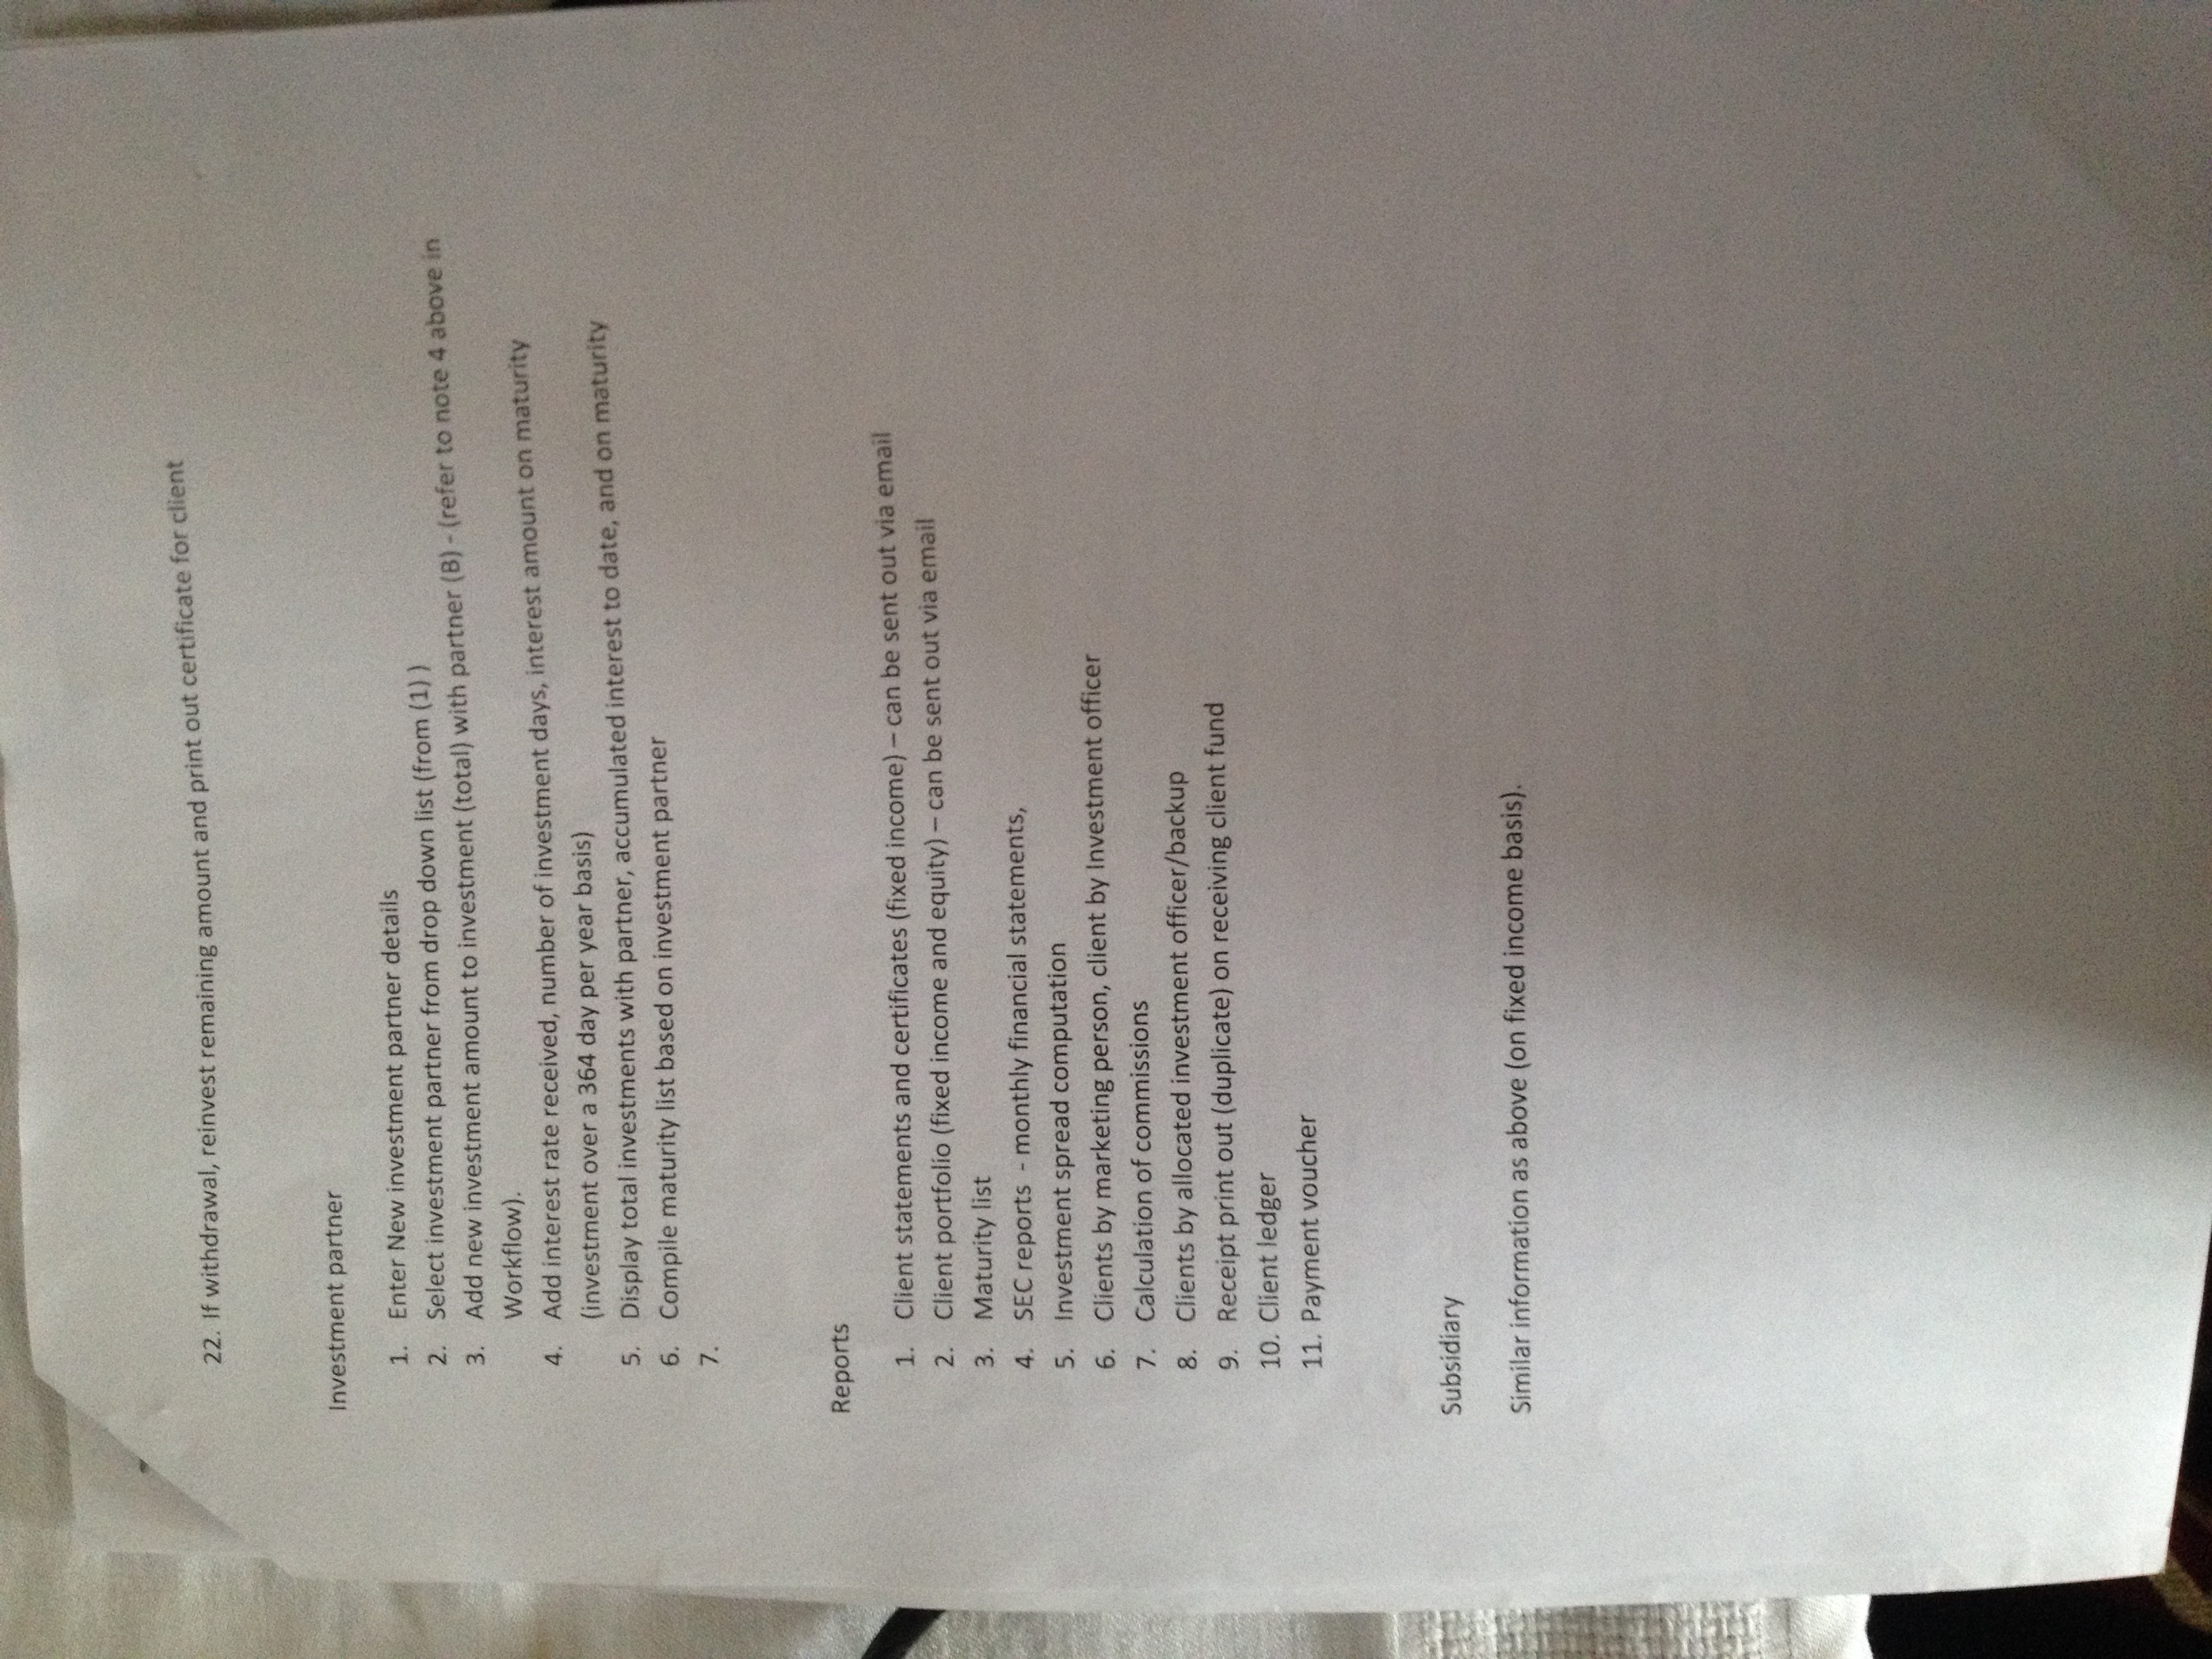 22. If withdrawal, reinvest remaining amount and print out certificate for client
Investment partner
1. Enter New investment partner details
2. Select investment partner from drop down list (from (1) )
3. Add new investment amount to investment (total) with partner (B) - (refer to note 4 above in
Workflow).
4. Add interest rate received, number of investment days, interest amount on maturity
(investment over a 364 day per year basis)
5. Display total investments with partner, accumulated interest to date, and on maturity
6. Compile maturity list based on investment partner
7.
Reports
1. Client statements and certificates (fixed income) – can be sent out via email
2. Client portfolio (fixed income and equity) – can be sent out via email
3. Maturity list
4. SEC reports - monthly financial statements,
5. Investment spread computation
6. Clients by marketing person, client by Investment officer
7. Calculation of commissions
8. Clients by allocated investment officer/backup
9. Receipt print out (duplicate) on receiving client fund
10. Client ledger
11. Payment voucher
Subsidiary
Similar information as above (on fixed income basis).